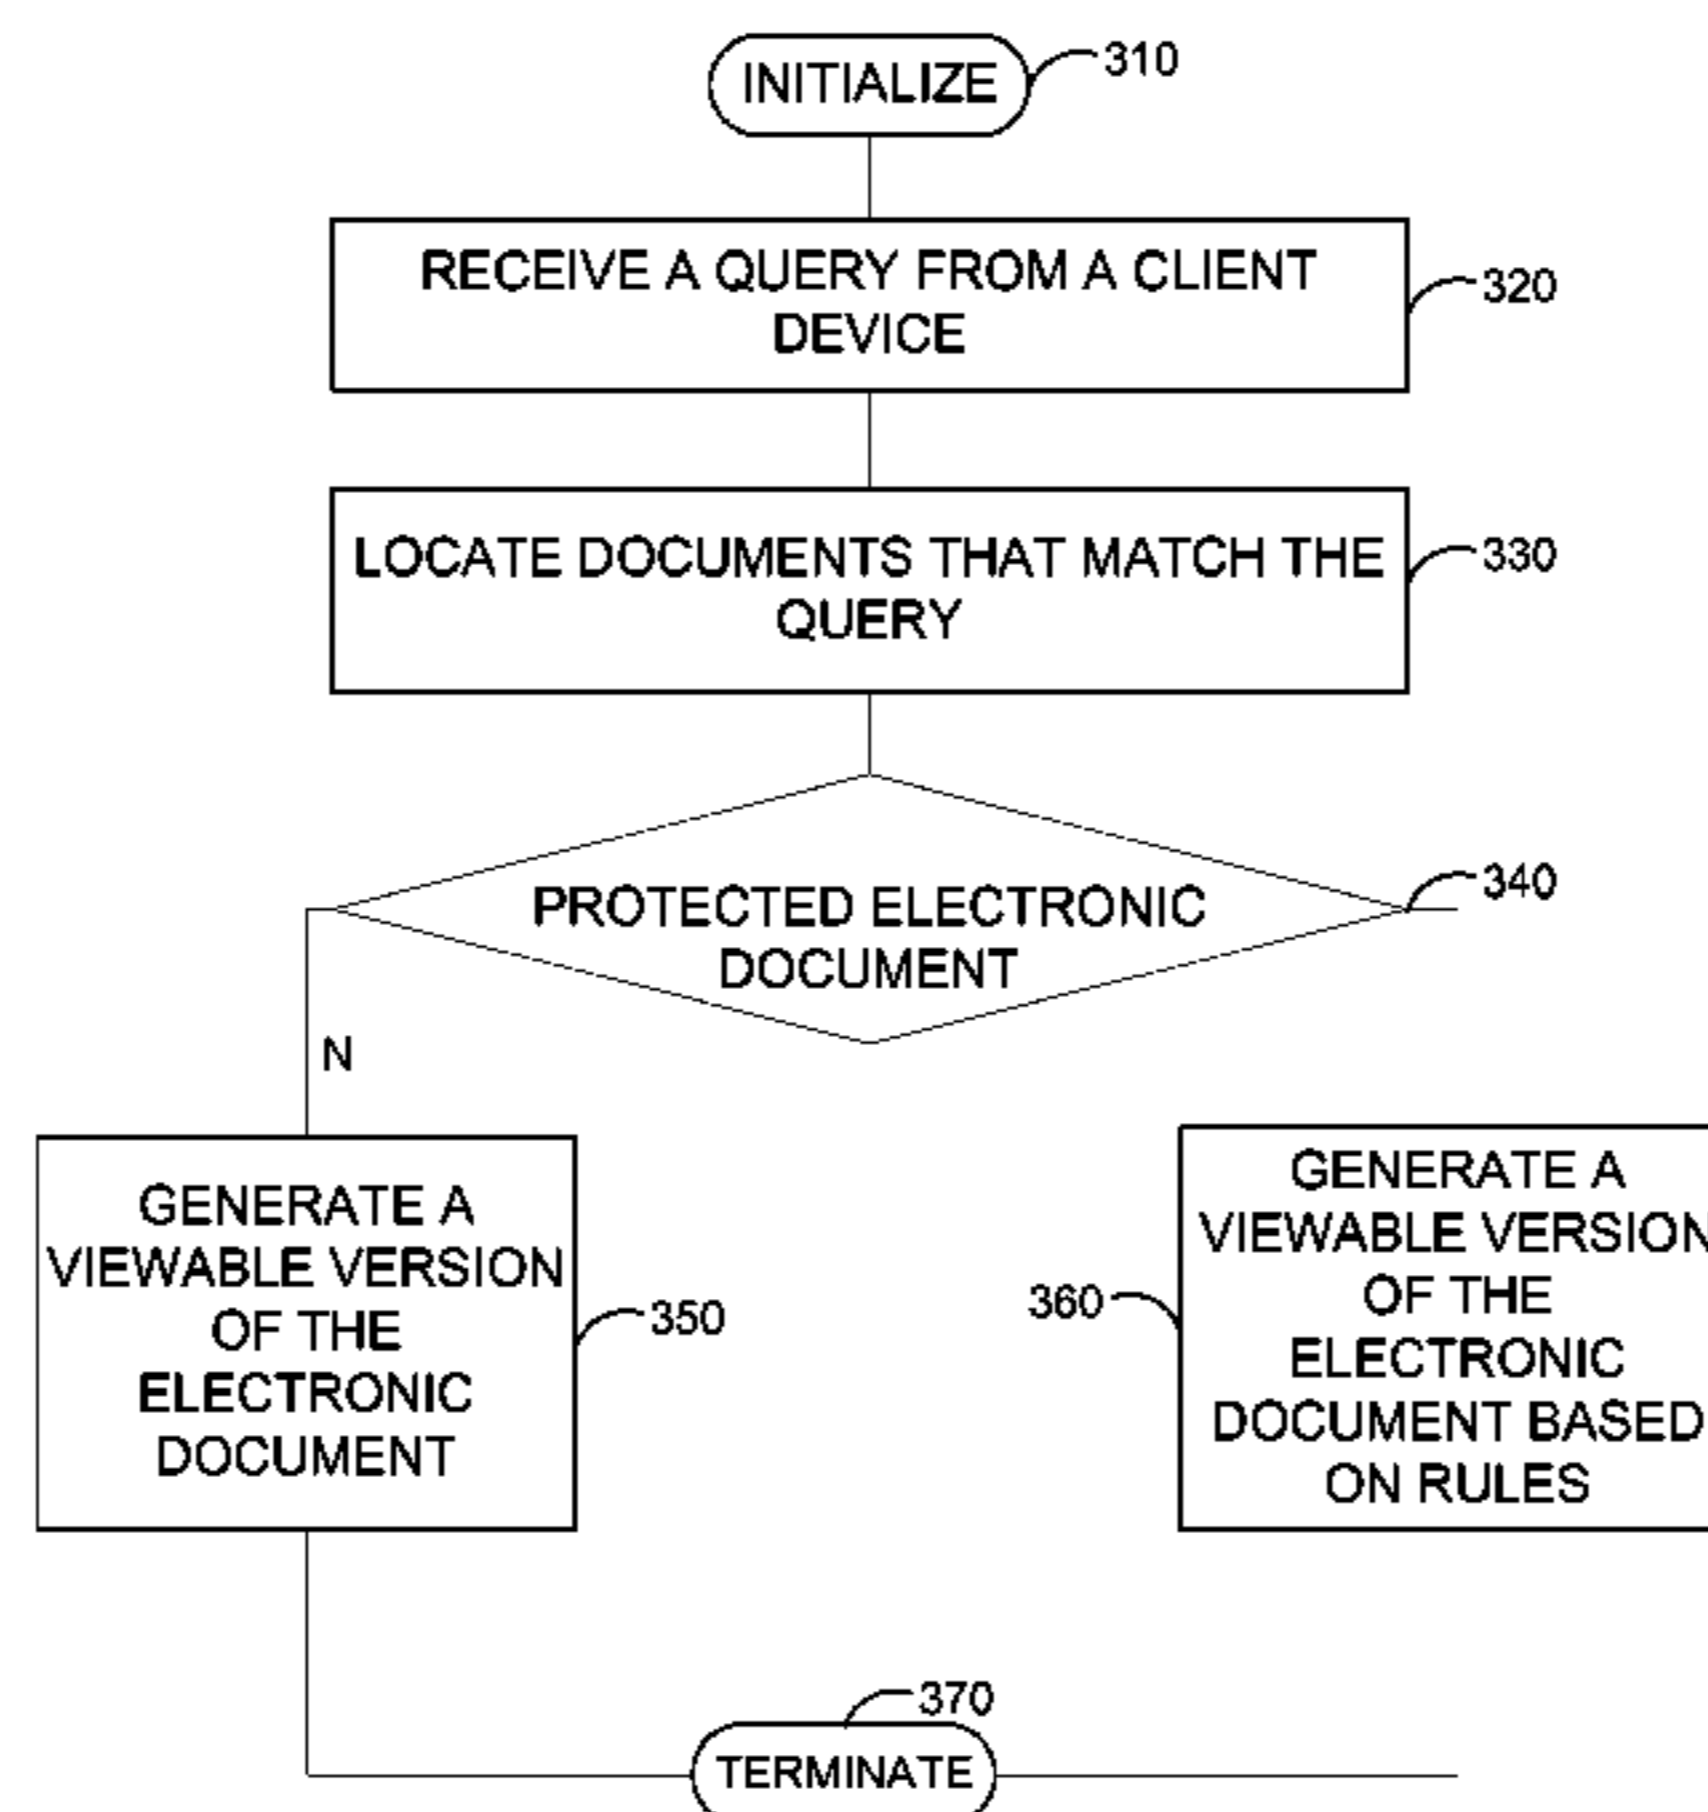 INITIALIZE
310
RECEIVE A QUERY FROM A CLIENT
DEVICE
320
LOCATE DOCUMENTS THAT MATCH THE
QUERY
330
PROTECTED ELECTRONIC
DOCUMENT
340
N
GENERATE A
VIEWABLE VERSION
OF THE
ELECTRONIC
DOCUMENT
350
360
GENERATE A
VIEWABLE VERSION
OF THE
ELECTRONIC
DOCUMENT BASED
ON RULES
370
TERMINATE